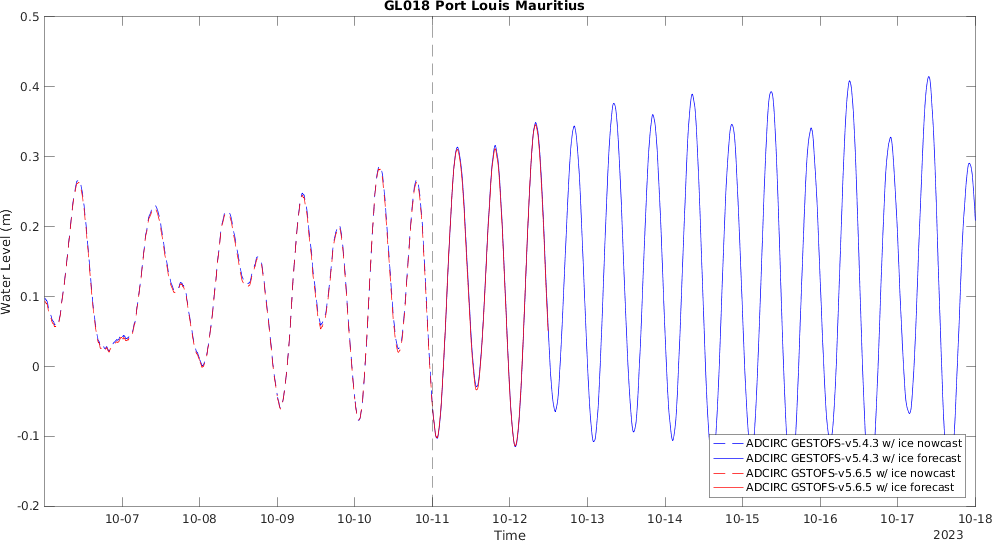 GL018 Port Louis Mauritius
0.5
0.4
0.3
0.2
0.1
0
-0.1
-0.2
Water Level (m)
ADCIRC GESTOFS-v5.4.3 w/ ice nowcast
ADCIRC GESTOFS-v5.4.3 w/ ice forecast
ADCIRC GSTOFS-v5.6.5 w/ ice nowcast
ADCIRC GSTOFS-v5.6.5 w/ ice forecast
10-07 10-08 10-09 10-10 10-11 10-12 10-13 10-14 10-15 10-16 10-17 10-18
Time
2023